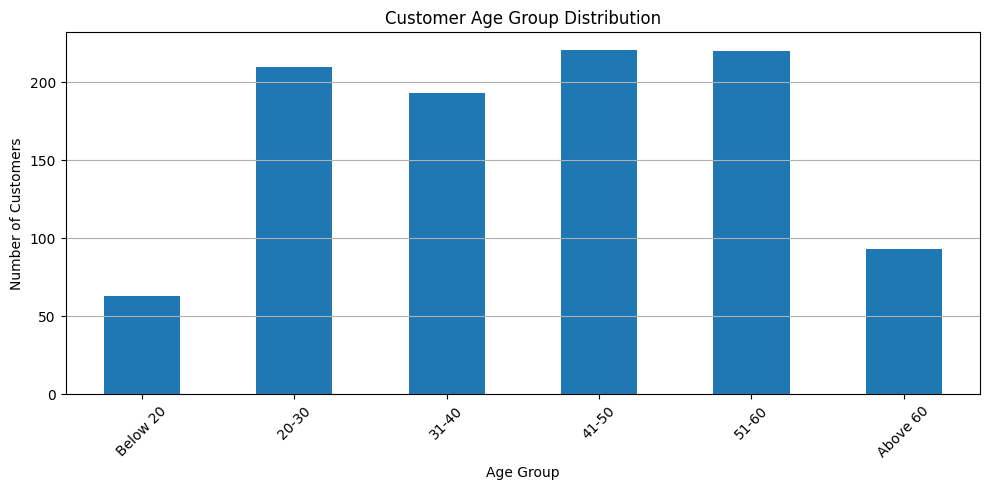 Customer Age Group Distribution
Number of Customers
200
150
100
50
0
Below 20
20-30
31-40
41-50
51-60
Above 60
Age Group